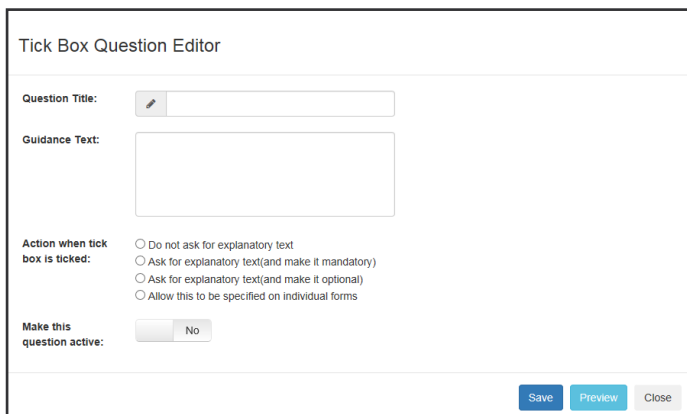 Tick Box Question Editor
Question Title:
Guidance Text:
Action when tick
box is ticked:
Do not ask for explanatory text
Ask for explanatory text(and make it mandatory)
Ask for explanatory text(and make it optional)
Allow this to be specified on individual forms
Make this
question active:
No
Save Preview Close